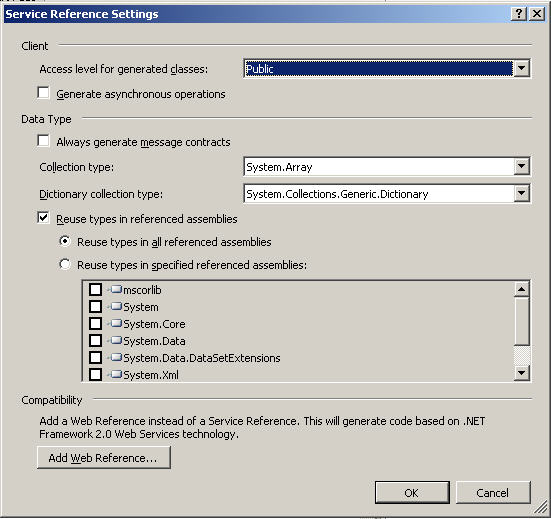 Service Reference Settings
Client
Access level for generated classes: Public
Generate asynchronous operations
Data Type
Always generate message contracts
Collection type: System.Array
Dictionary collection type: System.Collections.Generic.Dictionary
Reuse types in referenced assemblies
Reuse types in all referenced assemblies
Reuse types in specified referenced assemblies:
mscorlib
System
System.Core
System.Data
System.Data.DataSetExtensions
System.Xml
Compatibility
Add a Web Reference instead of a Service Reference. This will generate code based on .NET
Framework 2.0 Web Services technology.
Add Web Reference...
OK Cancel